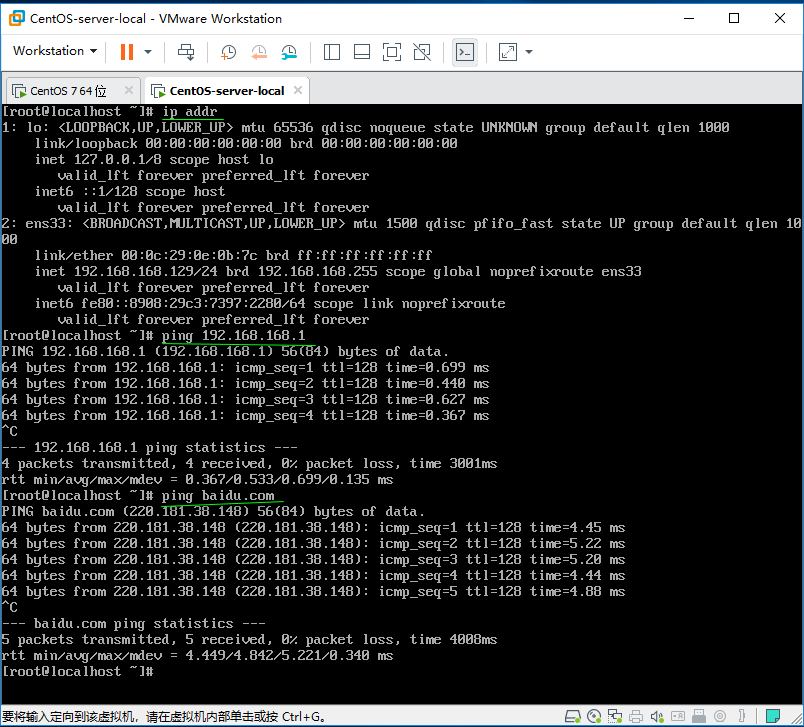 CentOS-server-local - VMware Workstation
Workstation
CentOS 7 64 位
CentOS-server-local
[root@localhost ~]# ip addr
1: lo: <LOOPBACK,UP,LOWER_UP> mtu 65536 qdisc noqueue state UNKNOWN group default qlen 1000
link/loopback 00:00:00:00:00:00 brd 00:00:00:00:00:00
inet 127.0.0.1/8 scope host lo
valid_lft forever preferred_lft forever
inet6 ::1/128 scope host
valid_lft forever preferred_lft forever
2: ens33: <BROADCAST,MULTICAST,UP,LOWER_UP> mtu 1500 qdisc pfifo_fast state UP group default qlen 10
00
link/ether 00:0c:29:0e:0b:7c brd ff:ff:ff:ff:ff:ff
inet 192.168.168.129/24 brd 192.168.168.255 scope global noprefixroute ens33
valid_lft forever preferred_lft forever
inet6 fe80::8908:29c3:7397:2280/64 scope link noprefixroute
valid_lft forever preferred_lft forever
[root@localhost ~]# ping 192.168.168.1
PING 192.168.168.1 (192.168.168.1) 56(84) bytes of data.
64 bytes from 192.168.168.1: icmp_seq=1 ttl=128 time=0.699 ms
64 bytes from 192.168.168.1: icmp_seq=2 ttl=128 time=0.440 ms
64 bytes from 192.168.168.1: icmp_seq=3 ttl=128 time=0.627 ms
64 bytes from 192.168.168.1: icmp_seq=4 ttl=128 time=0.367 ms
^C
--- 192.168.168.1 ping statistics ---
4 packets transmitted, 4 received, 0% packet loss, time 3001ms
rtt min/avg/max/mdev = 0.367/0.533/0.699/0.135 ms
[root@localhost ~]# ping baidu.com
PING baidu.com (220.181.38.148) 56(84) bytes of data.
64 bytes from 220.181.38.148 (220.181.38.148): icmp_seq=1 ttl=128 time=4.45 ms
64 bytes from 220.181.38.148 (220.181.38.148): icmp_seq=2 ttl=128 time=5.22 ms
64 bytes from 220.181.38.148 (220.181.38.148): icmp_seq=3 ttl=128 time=5.20 ms
64 bytes from 220.181.38.148 (220.181.38.148): icmp_seq=4 ttl=128 time=4.44 ms
64 bytes from 220.181.38.148 (220.181.38.148): icmp_seq=5 ttl=128 time=4.88 ms
^C
--- baidu.com ping statistics ---
5 packets transmitted, 5 received, 0% packet loss, time 4008ms
rtt min/avg/max/mdev = 4.449/4.842/5.221/0.340 ms
[root@localhost ~]#
要将输入定向到该虚拟机，请在虚拟机内部单击或按 Ctrl+G。